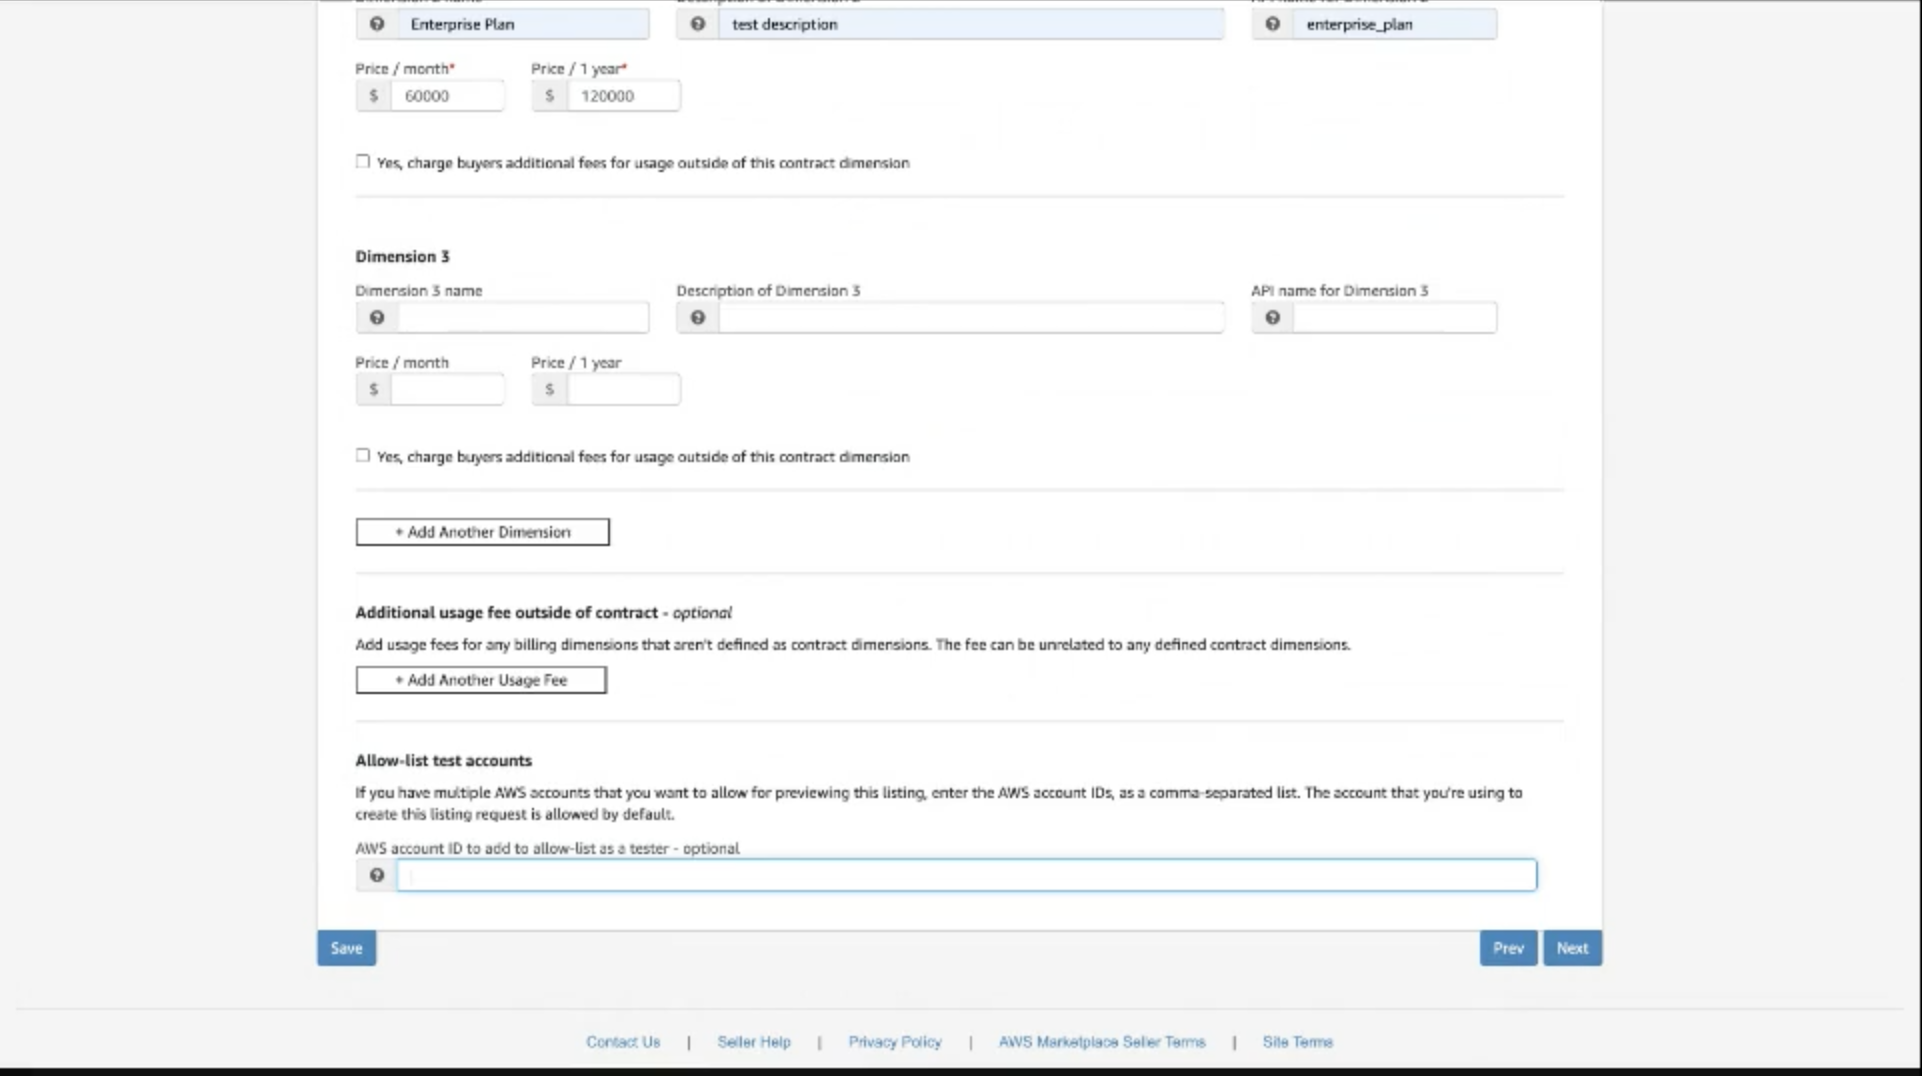 Enterprise Plan
test description
enterprise_plan
Price / month*
Price / 1 year*
$ 60000
$ 120000
Yes, charge buyers additional fees for usage outside of this contract dimension
Dimension 3
Dimension 3 name
Description of Dimension 3
API name for Dimension 3
Price / month
Price / 1 year
$
$
Yes, charge buyers additional fees for usage outside of this contract dimension
+ Add Another Dimension
Additional usage fee outside of contract - optional
Add usage fees for any billing dimensions that aren't defined as contract dimensions. The fee can be unrelated to any defined contract dimensions.
+ Add Another Usage Fee
Allow-list test accounts
If you have multiple AWS accounts that you want to allow for previewing this listing, enter the AWS account IDs, as a comma-separated list. The account that you're using to
create this listing request is allowed by default.
AWS account ID to add to allow-list as a tester - optional
Save
Prev
Next
Contact Us | Seller Help | Privacy Policy | AWS Marketplace Seller Terms | Site Terms